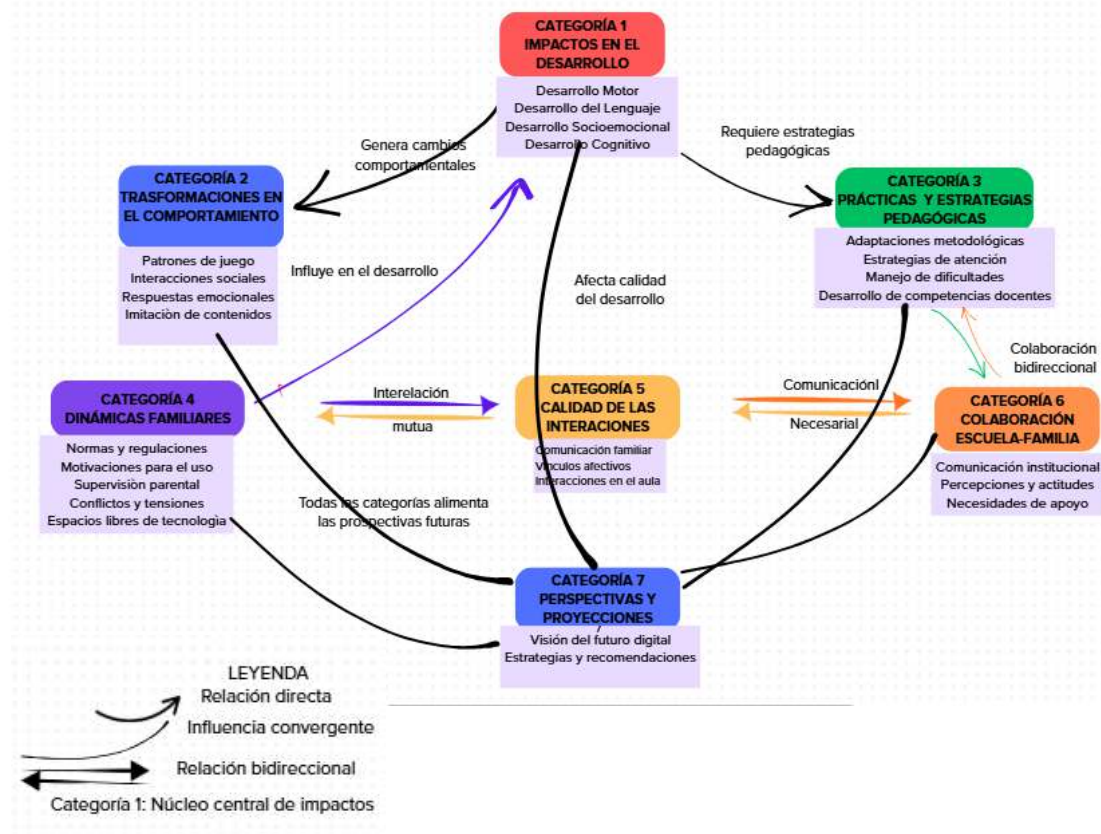 CATEGORÍA 1
IMPACTOS EN EL
DESARROLLO
Desarrollo Motor
Desarrollo del Lenguaje
Desarrollo Socioemocional
Desarrollo Cognitivo
Genera cambios
comportamentales
Requiere estrategias
pedagógicas
CATEGORÍA 2
TRASFORMACIONES EN
EL COMPORTAMIENTO
Patrones de juego
Interacciones sociales
Respuestas emocionales
Imitaciòn de contenidos
CATEGORÍA 3
PRÁCTICAS Y ESTRATEGIAS
PEDAGÓGICAS
Adaptaciones metodológicas
Estrategias de atención
Manejo de dificultades
Desarrollo de competencias docentes
Influye en el desarrollo
Afecta calidad
del desarrollo
Colaboración
bidireccional
CATEGORÍA 4
DINÁMICAS FAMILIARES
Normas y regulaciones
Motivaciones para el uso
Supervisiòn parental
Conflictos y tensiones
Espacios libres de tecnologìa
Interelación
mutua
CATEGORÍA 5
CALIDAD DE LAS
INTERACIONES
Comunicación familiar
Vínculos afectivos
Interacciones en el aula
ComunicaciónI
Necesarial
CATEGORÍA 6
COLABORACIÓN
ESCUELA-FAMILIA
Comunicación institucional
Percepciones y actitudes
Necesidades de apoyo
Todas las categorías alimenta
las prospectivas futuras
CATEGORÍA 7
PERSPECTIVAS Y
PROYECCIONES
Visión del futuro digital
Estrategias y recomendaciones
LEYENDA
Relación directa
Influencia convergente
Relación bidireccional
Categoría 1: Núcleo central de impactos